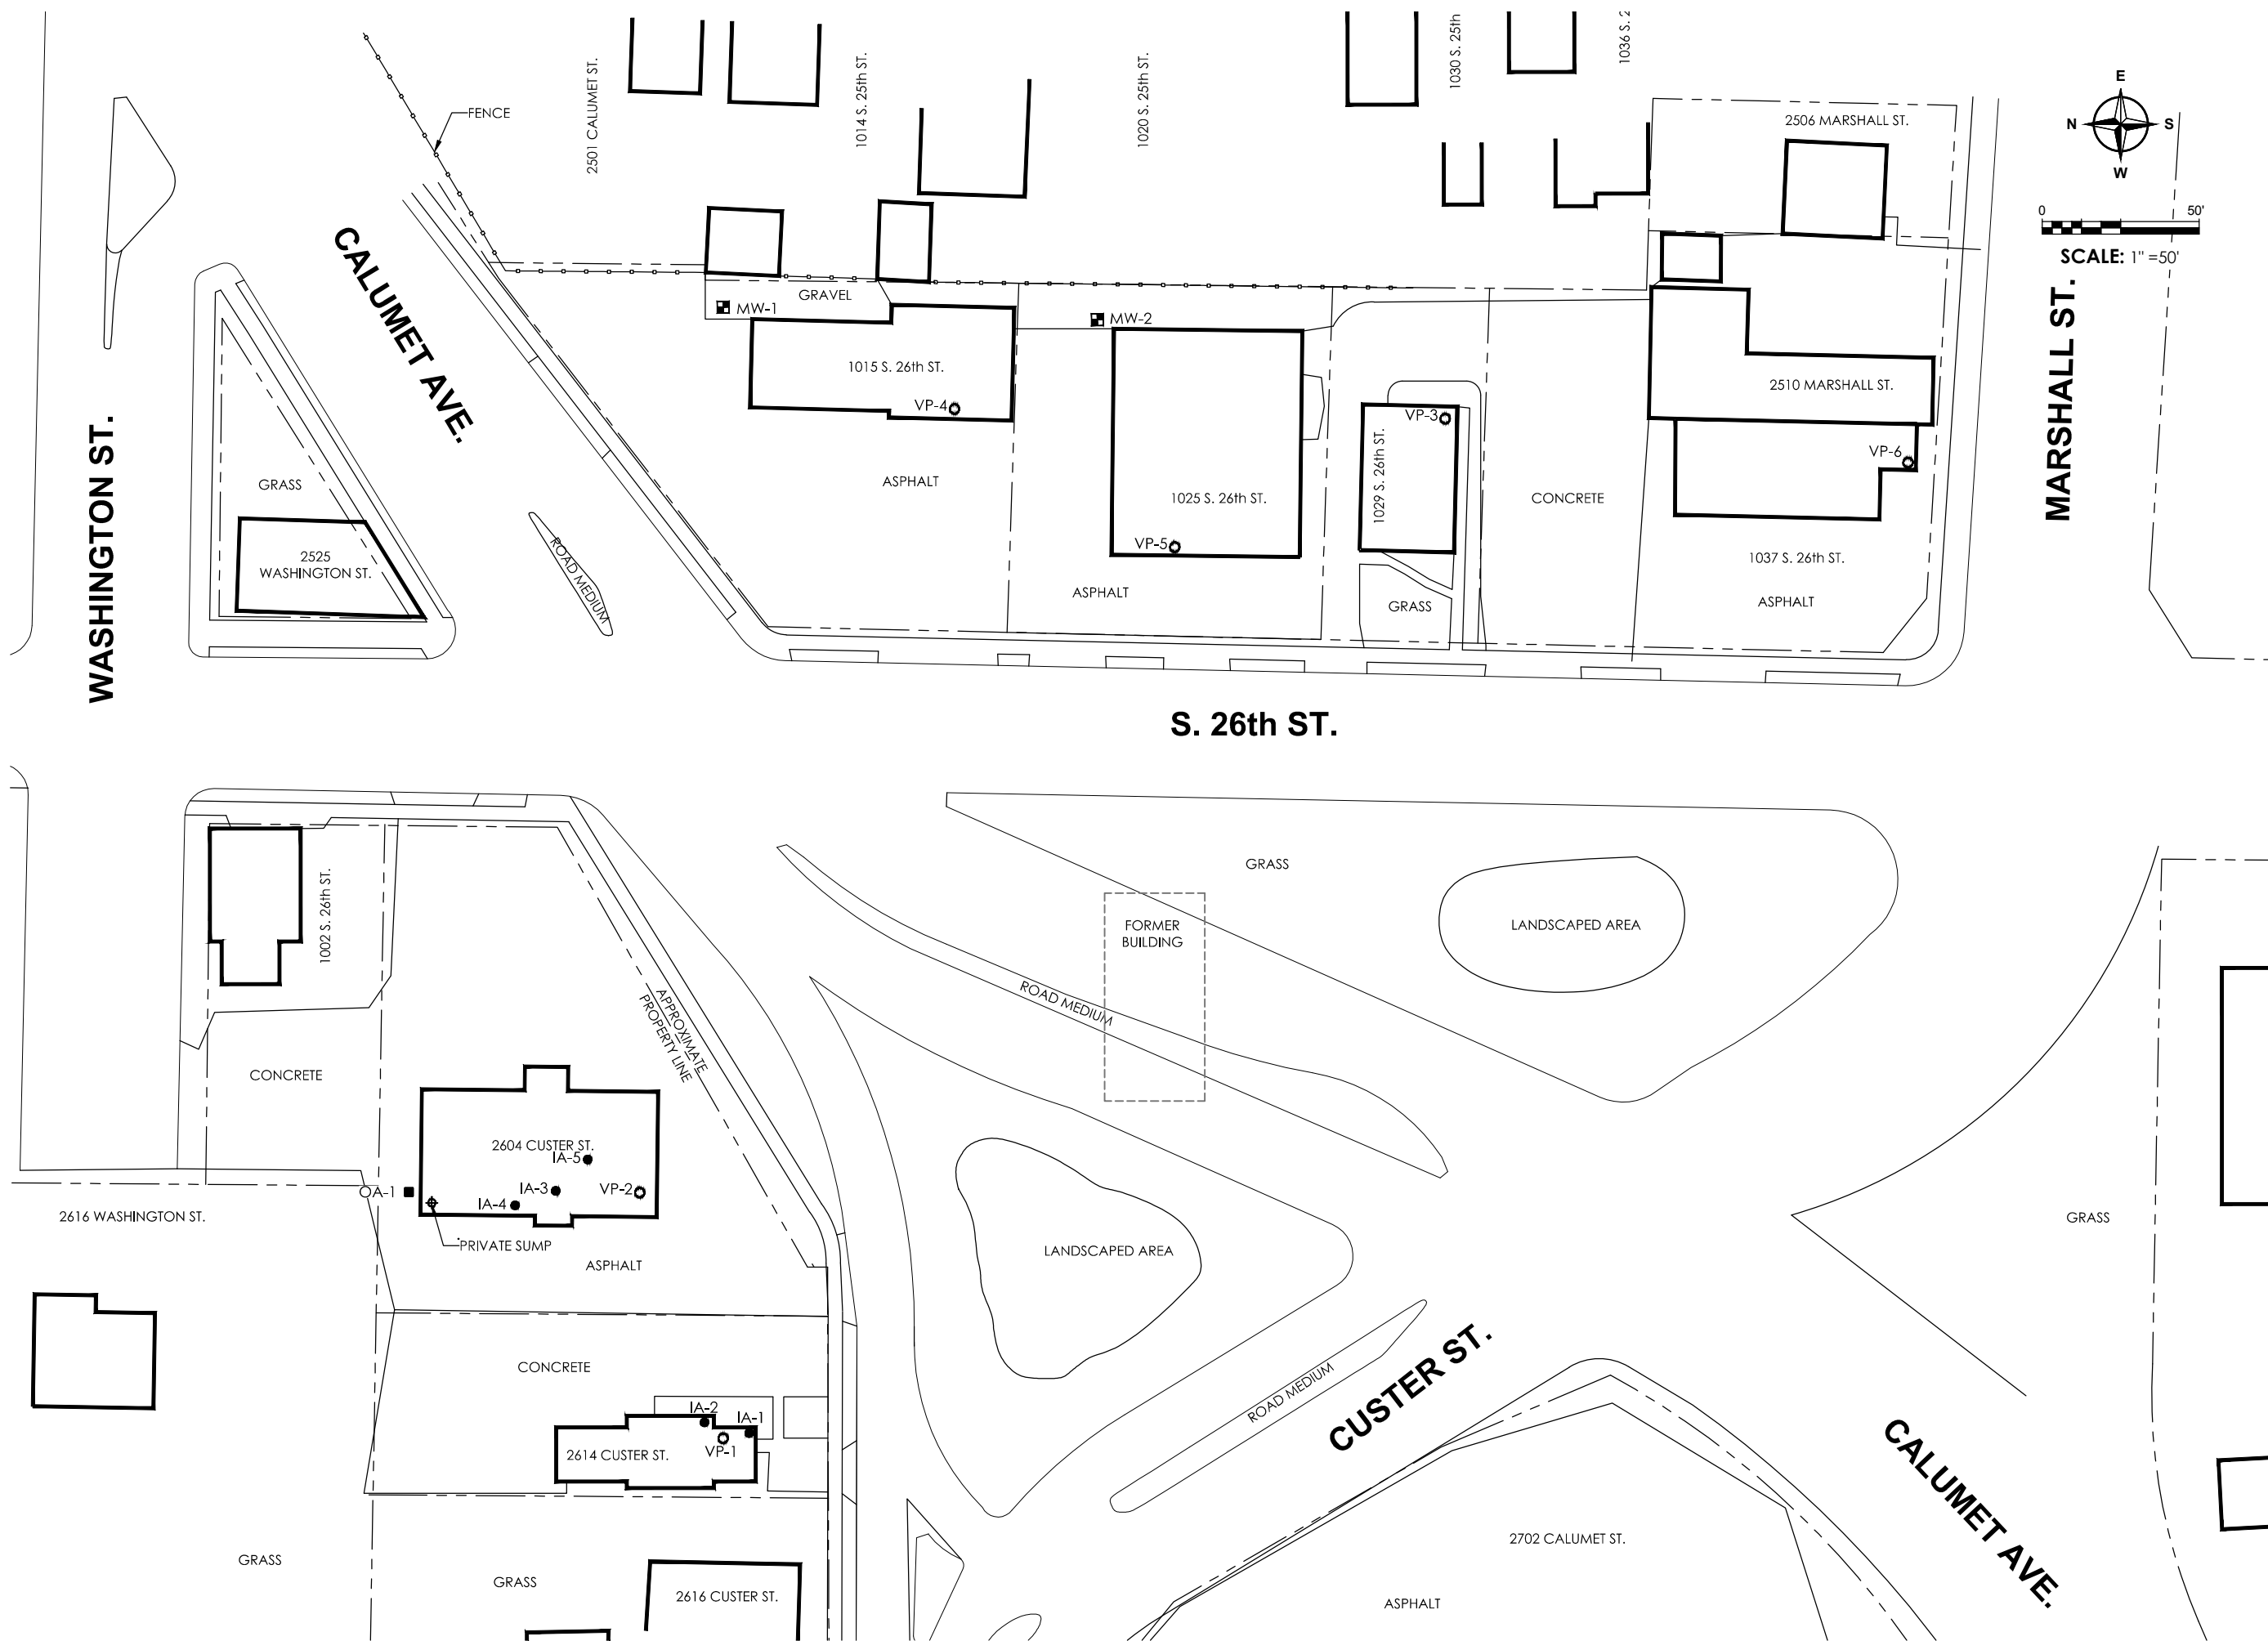 1036 S. 2
2501 CALUMET ST.
1014 S. 25th ST.
1020 S. 25th ST.
1030 S. 25th
E
N
S
W
FENCE
2506 MARSHALL ST.
0
50'
SCALE: 1" =50'
CALUMET AVE.
GRAVEL
MW-1
MW-2
MARSHALL ST.
1015 S. 26th ST.
VP-4
2510 MARSHALL ST.
VP-3
1029 S. 26th ST.
VP-6
WASHINGTON ST.
GRASS
ASPHALT
1025 S. 26th ST.
CONCRETE
VP-5
2525
WASHINGTON ST.
ROAD MEDIUM
1037 S. 26th ST.
ASPHALT
GRASS
ASPHALT
S. 26th ST.
1002 S. 26th ST.
GRASS
LANDSCAPED AREA
FORMER
BUILDING
ROAD MEDIUM
APPROXIMATE
PROPERTY LINE
CONCRETE
2604 CUSTER ST.
IA-5
OA-1
IA-3
VP-2
IA-4
2616 WASHINGTON ST.
PRIVATE SUMP
ASPHALT
LANDSCAPED AREA
GRASS
CONCRETE
ROAD MEDIUM
CUSTER ST.
IA-2
IA-1
2614 CUSTER ST.
VP-1
CALUMET AVE.
GRASS
GRASS
2616 CUSTER ST.
2702 CALUMET ST.
ASPHALT